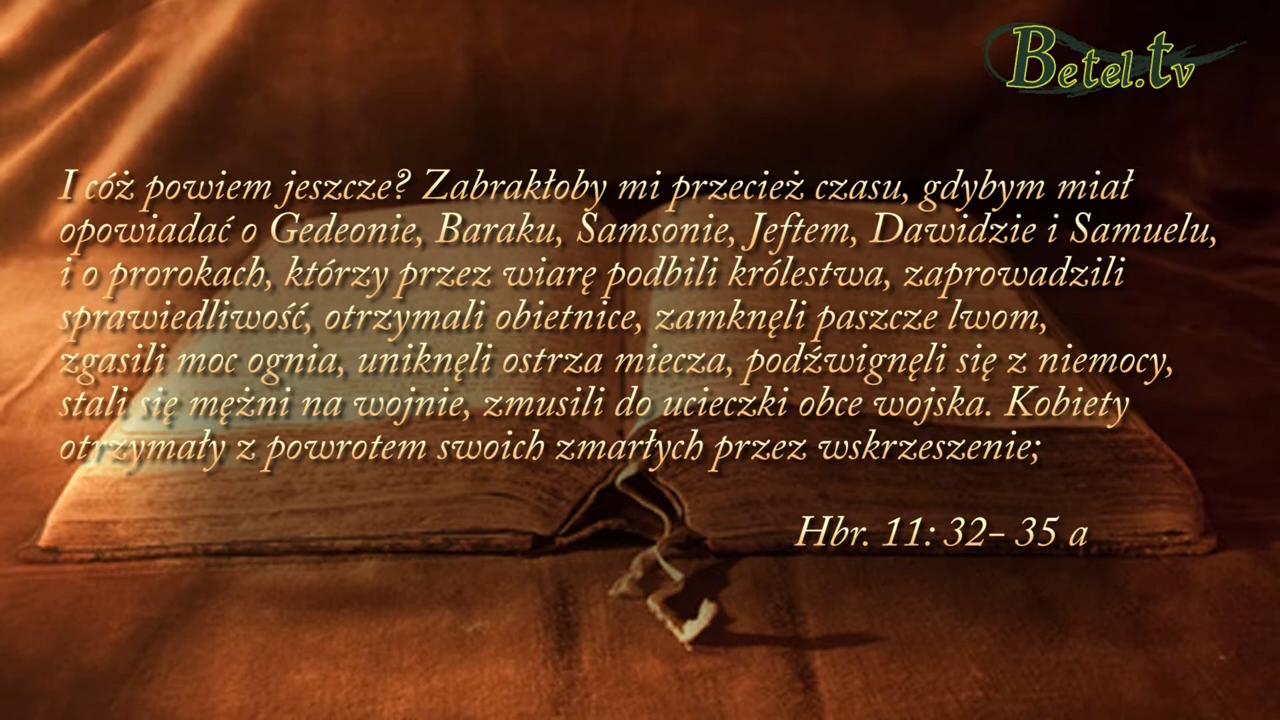 Betel.tv
I cóż powiem jeszcze? Zabrakłoby mi przecież czasu, gdybym miał
opowiadać o Gedeonie, Baraku, Samsonie, Jeftem, Dawidzie i Samuelu,
i o prorokach, którzy przez wiarę podbili królestwa, zaprowadzili
sprawiedliwość, otrzymali obietnice, zamknęli paszcze lwom,
zgasili moc ognia, uniknęli ostrza miecza, podźwignęli się z niemocy,
stali się mężni na wojnie, zmusili do ucieczki obce wojska. Kobiety
otrzymały z powrotem swoich zmarłych przez wskrzeszenie;
Hbr. 11: 32- 35 a